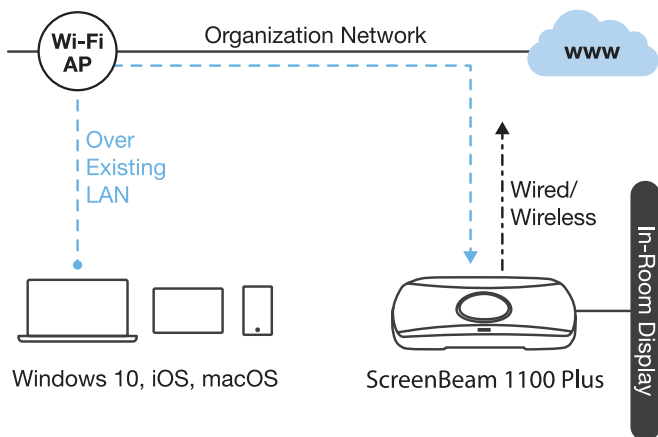 Wi-Fi
AP
Organization Network
www
Over
Existing
LAN
Wired/
Wireless
In-Room Display
Windows 10, iOS, macOS
ScreenBeam 1100 Plus